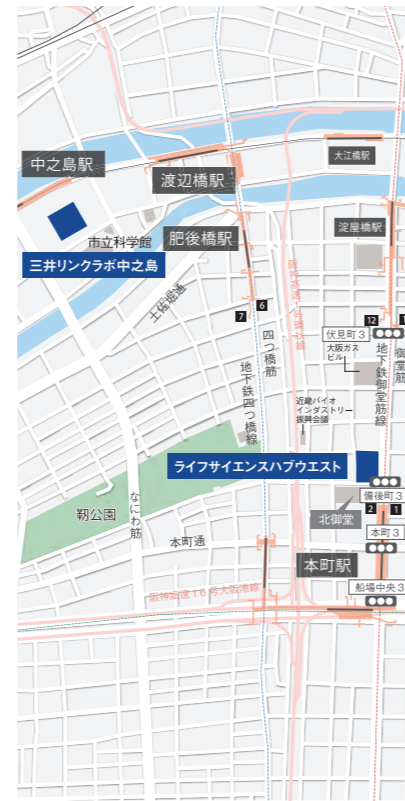 大江橋駅
中之島駅
渡辺橋駅
淀屋橋駅
市立科学館
肥後橋駅
三井リンクラボ中之島
土佐堀通
阪神高速1号環状線
7
6
12
伏見町3
大阪ガス
ビル
四つ橋筋
地下鉄四つ橋線
地下鉄御堂筋線
御堂筋
近畿バイオ
インダストリー
振興会議
ライフサイエンスハブウエスト
備後町3
靱公園
なにわ筋
北御堂
2
1
本町通
本町3
本町駅
阪神高速16号大阪港線
船場中央3